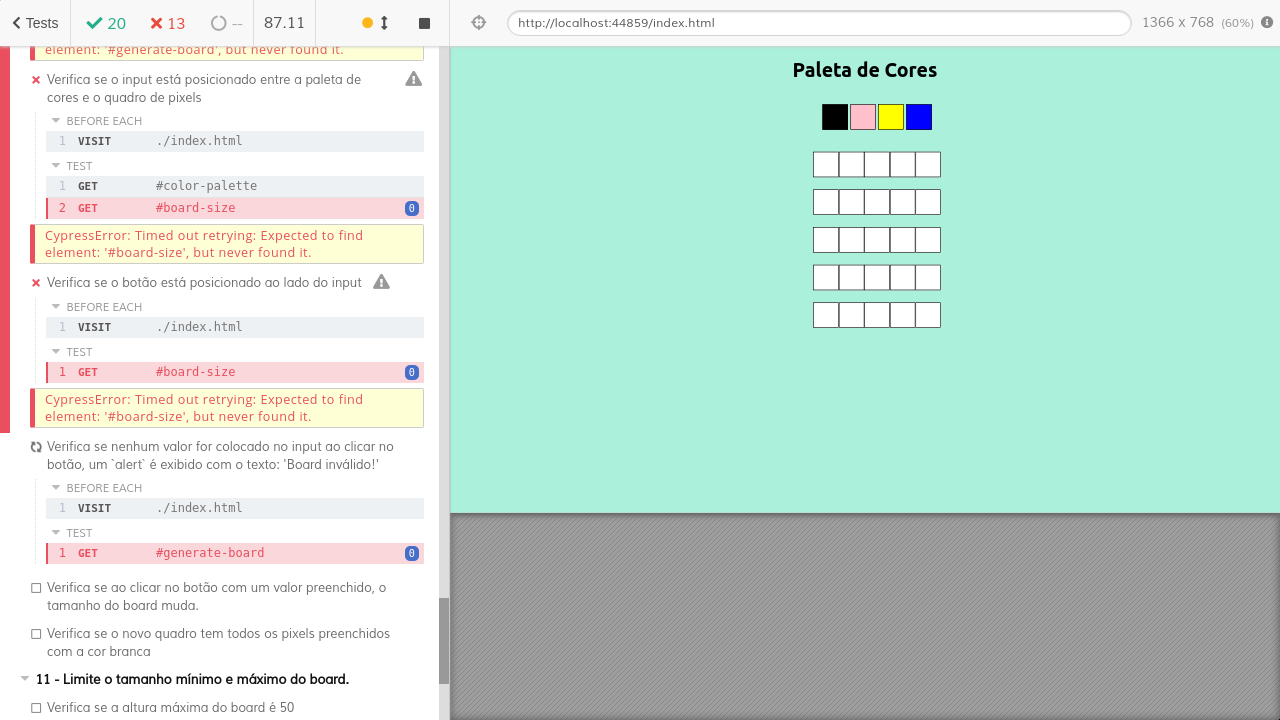 Tests
20
13
--
87.11
http://localhost:44859/index.html
1366 x 768 (60%)
element: '#generate-board', but never found it.
Verifica se o input está posicionado entre a paleta de
cores e o quadro de pixels
BEFORE EACH
1 VISIT ./index.html
TEST
1 GET #color-palette
2 GET #board-size 0
CypressError: Timed out retrying: Expected to find
element: '#board-size', but never found it.
Verifica se o botão está posicionado ao lado do input
BEFORE EACH
1 VISIT ./index.html
TEST
1 GET #board-size 0
CypressError: Timed out retrying: Expected to find
element: '#board-size', but never found it.
Verifica se nenhum valor for colocado no input ao clicar no
botão, um `alert` é exibido com o texto: 'Board inválido!'
BEFORE EACH
1 VISIT ./index.html
TEST
1 GET #generate-board 0
Verifica se ao clicar no botão com um valor preenchido, o
tamanho do board muda.
Verifica se o novo quadro tem todos os pixels preenchidos
com a cor branca
11 - Limite o tamanho mínimo e máximo do board.
Verifica se a altura máxima do board é 50
Paleta de Cores